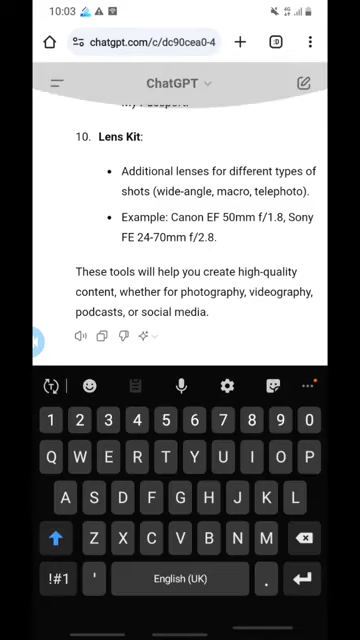 10:03
chatgpt.com/c/dc90cea0-4
ChatGPT
10. Lens Kit:
• Additional lenses for different types of
shots (wide-angle, macro, telephoto).
• Example: Canon EF 50mm f/1.8, Sony
FE 24-70mm f/2.8.
These tools will help you create high-quality
content, whether for photography, videography,
podcasts, or social media.
1 2 3 4 5 6 7 8 9 0
Q W E R T Y U I O P
A S D F G H J K L
Z X C V B N M
!#1 ' English (UK) .